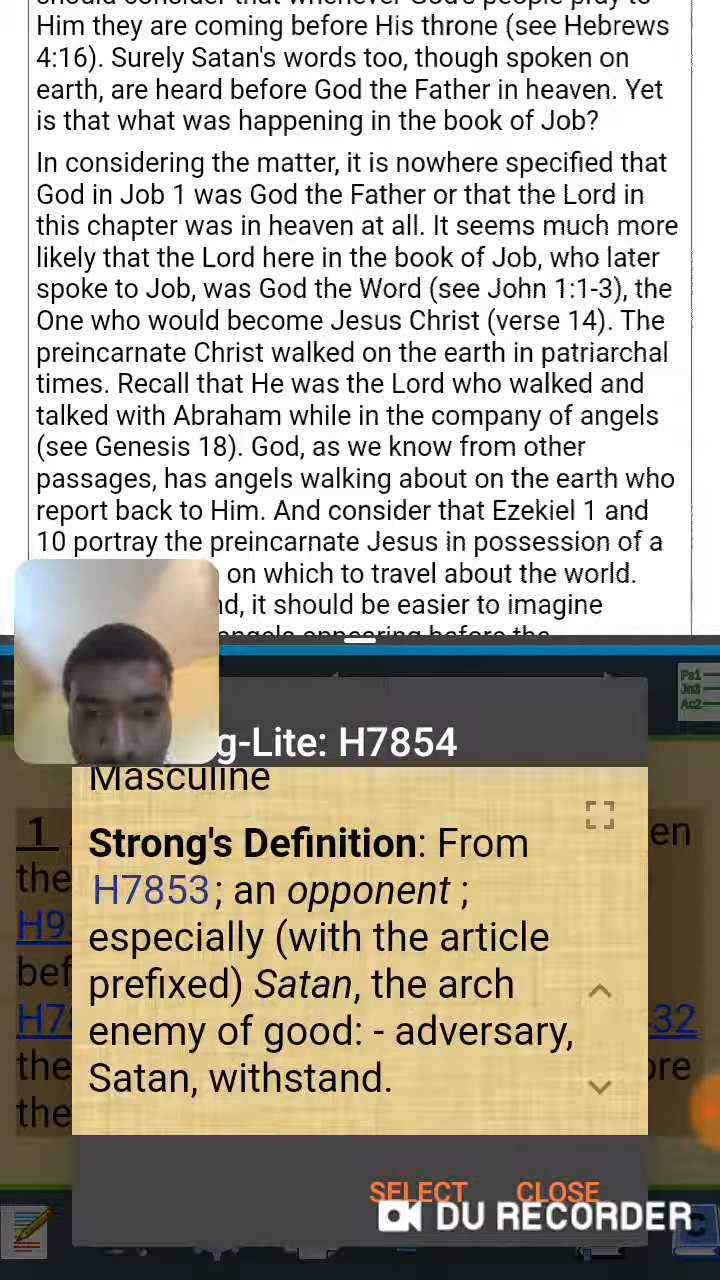 Him they are coming before His throne (see Hebrews
4:16). Surely Satan's words too, though spoken on
earth, are heard before God the Father in heaven. Yet
is that what was happening in the book of Job?
In considering the matter, it is nowhere specified that
God in Job 1 was God the Father or that the Lord in
this chapter was in heaven at all. It seems much more
likely that the Lord here in the book of Job, who later
spoke to Job, was God the Word (see John 1:1-3), the
One who would become Jesus Christ (verse 14). The
preincarnate Christ walked on the earth in patriarchal
times. Recall that He was the Lord who walked and
talked with Abraham while in the company of angels
(see Genesis 18). God, as we know from other
passages, has angels walking about on the earth who
report back to Him. And consider that Ezekiel 1 and
10 portray the preincarnate Jesus in possession of a
on which to travel about the world.
it should be easier to imagine
Ps1
Jn3
Ac2
g-Lite: H7854
Masculine
1
Strong's Definition: From
H7853; an opponent ;
especially (with the article
prefixed) Satan, the arch
enemy of good: - adversary,
Satan, withstand.
the
H9
the
the
32
SELECT CLOSE
DU RECORDER